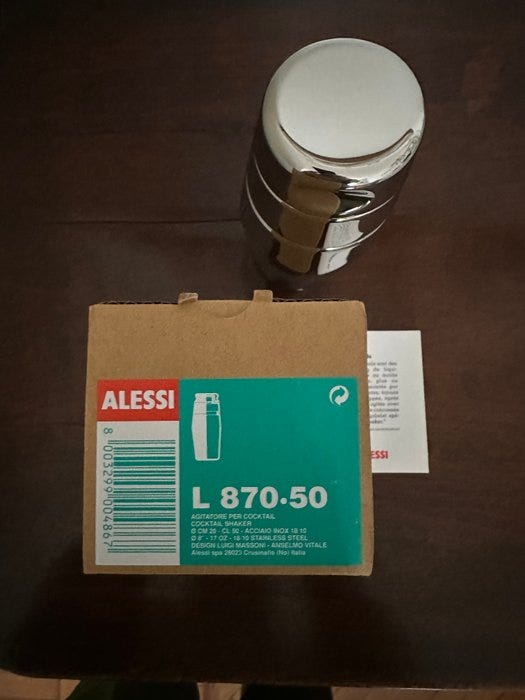 ALESSI
8 003299 004867
L 870·50
AGITATORE PER COCKTAIL
COCKTAIL SHAKER
Ø CM 20 - CL 50 - ACCIAIO INOX 18 10
Ø 8" - 17 OZ - 18 10 STAINLESS STEEL
DESIGN LUIGI MASSONI - ANSELMO VITALE
Alessi spa 28023 Crusinallo (No) Italia
ESSI